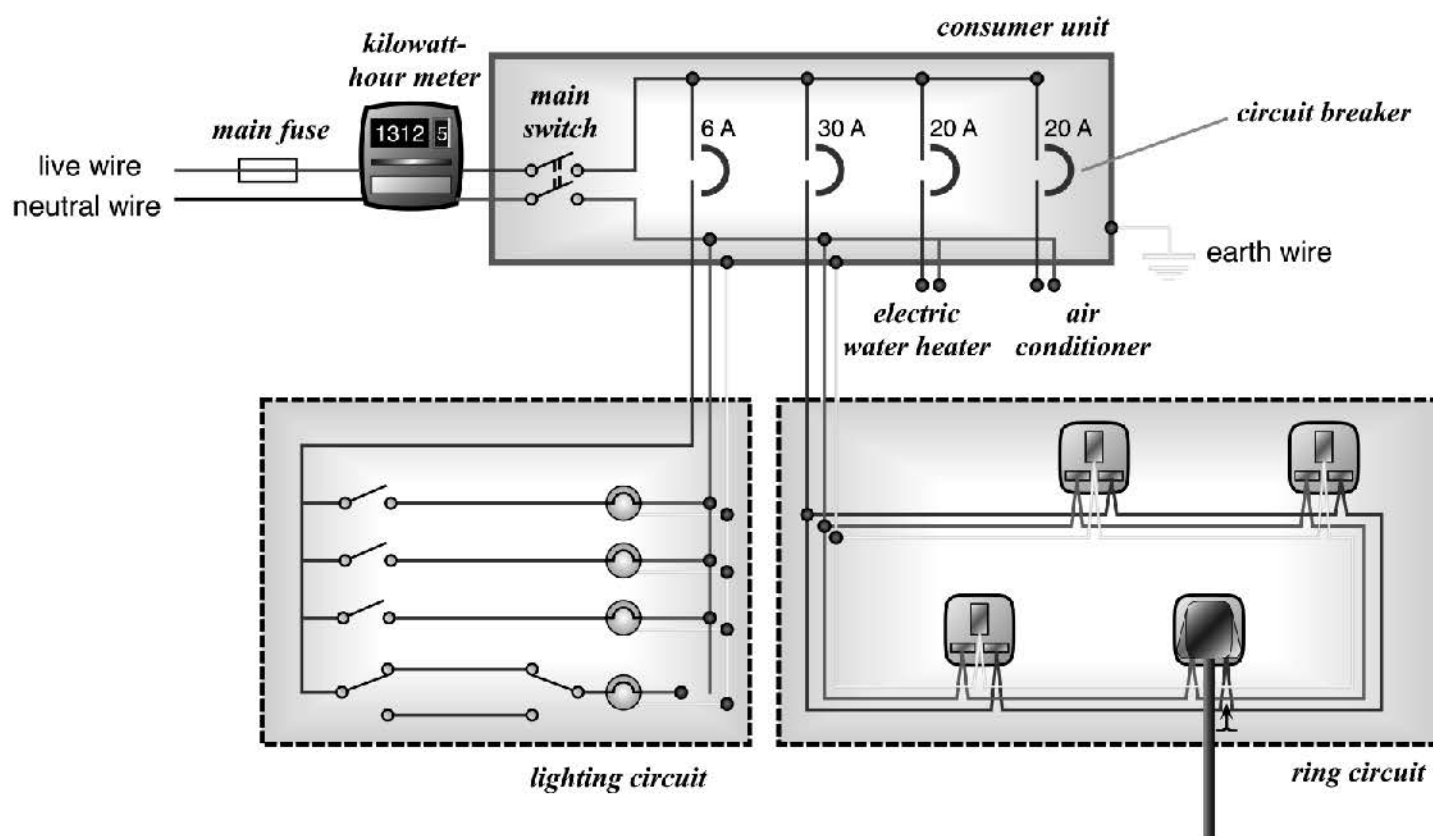 consumer unit
kilowatt-
hour meter
main
switch
main fuse
1312 5
6 A
30 A
20 A
20 A
circuit breaker
live wire
neutral wire
earth wire
electric
water heater
air
conditioner
lighting circuit
ring circuit